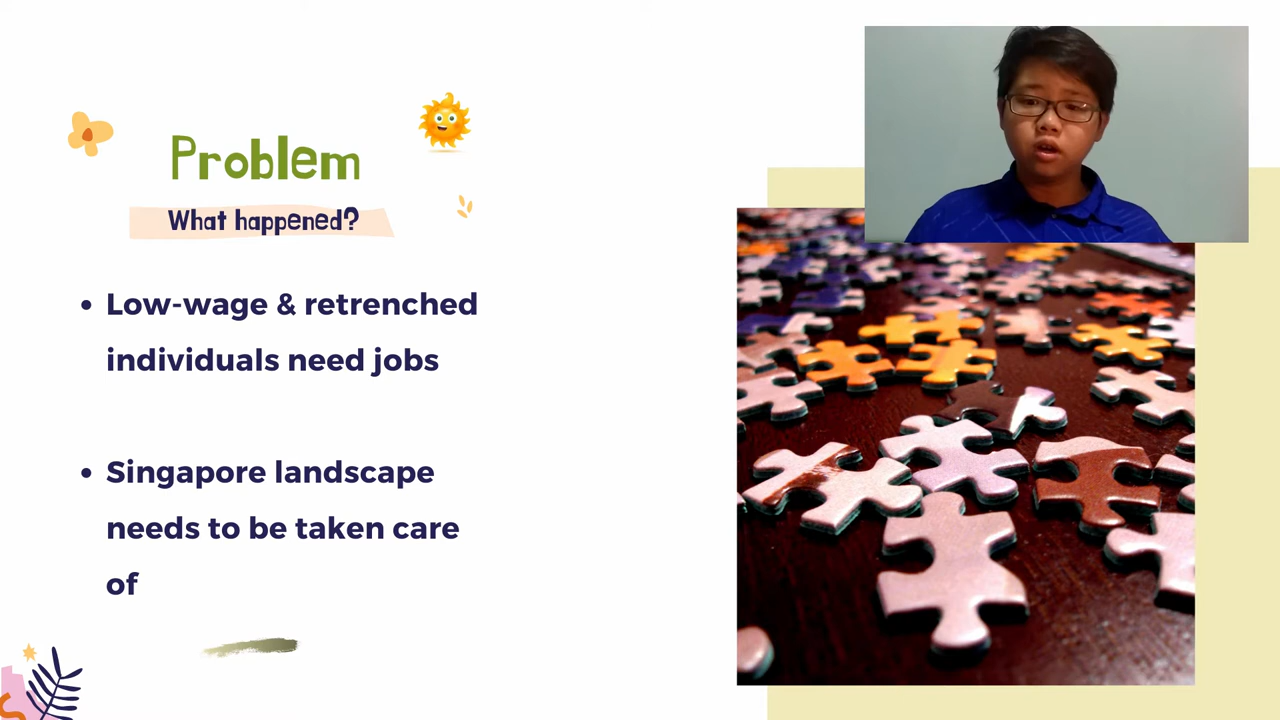 Problem
What happened?
• Low-wage & retrenched
individuals need jobs
• Singapore landscape
needs to be taken care
of